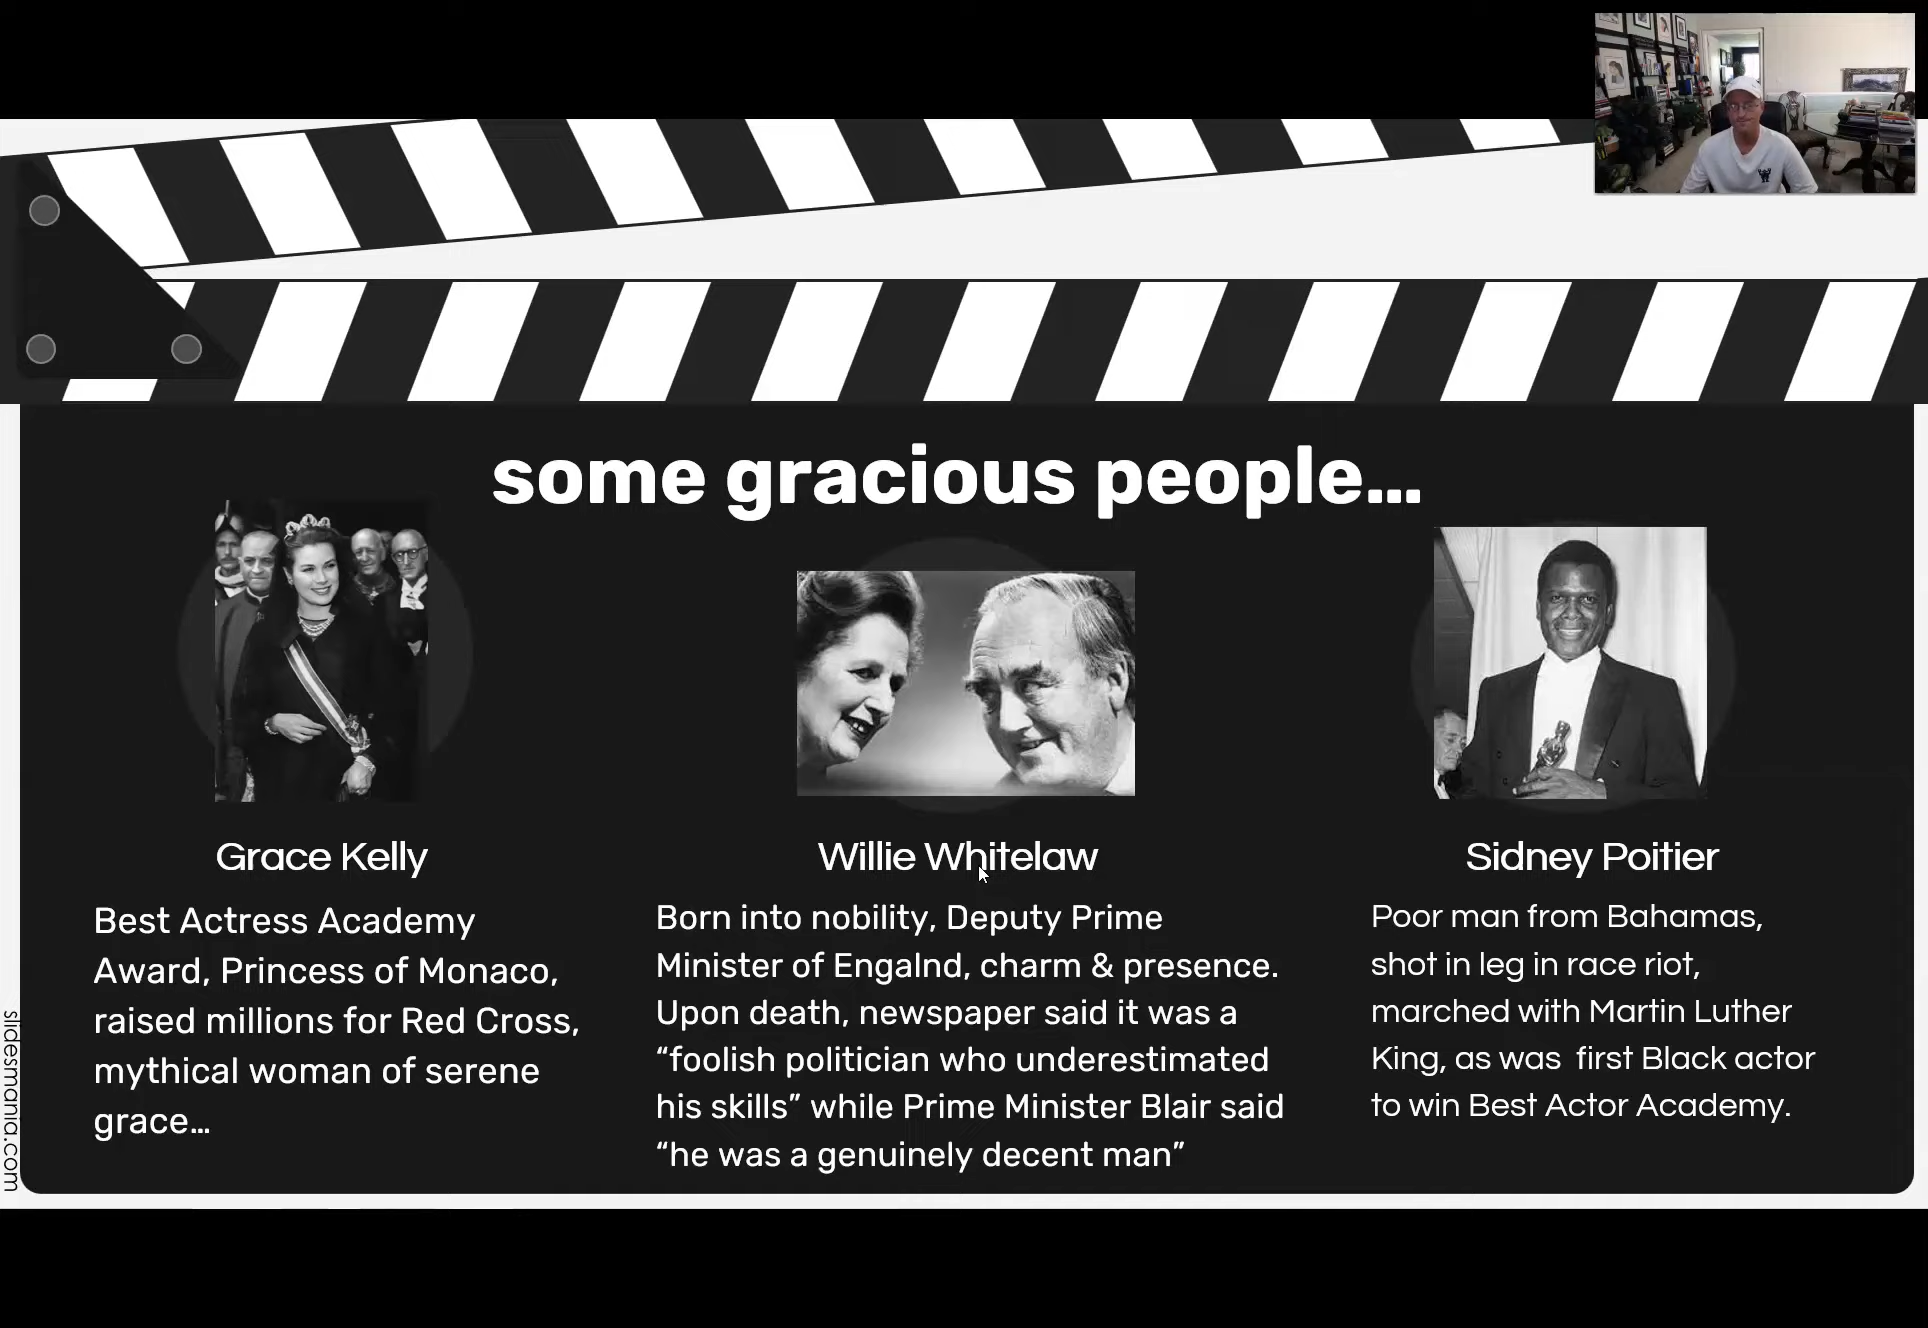 some gracious people...
Grace Kelly
Best Actress Academy
Award, Princess of Monaco,
raised millions for Red Cross,
mythical woman of serene
grace...
Willie Whitelaw
Born into nobility, Deputy Prime
Minister of Engalnd, charm & presence.
Upon death, newspaper said it was a
“foolish politician who underestimated
his skills” while Prime Minister Blair said
“he was a genuinely decent man”
Sidney Poitier
Poor man from Bahamas,
shot in leg in race riot,
marched with Martin Luther
King, as was  first Black actor
to win Best Actor Academy.
slidesmania.com